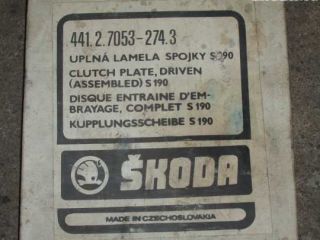 441.2.7053-274.3
UPLNÁ LAMELA SPOJKY S190
CLUTCH PLATE, DRIVEN
(ASSEMBLED) S 190
DISQUE ENTRAINE D'EM-
BRAYAGE, COMPLET S 190
KUPPLUNGSSCHEIBE S 190
ŠKODA
MADE IN CZECHOSLOVAKIA